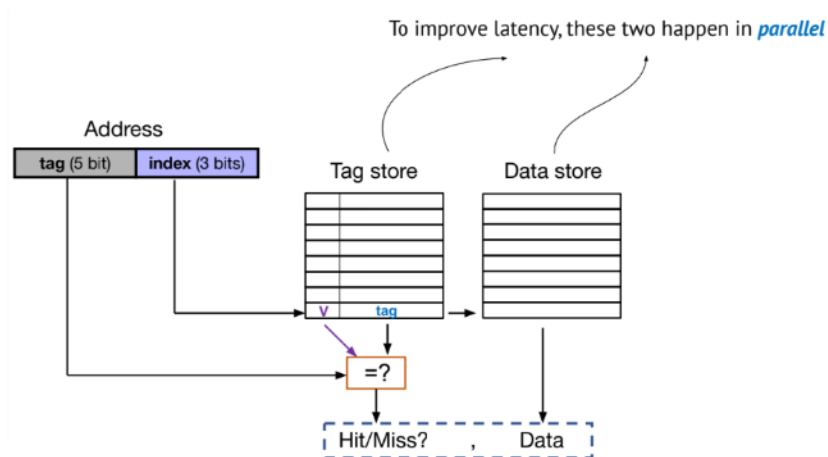 To improve latency, these two happen in parallel
Address
tag (5 bit) index (3 bits)
Tag store
Data store
V tag
=?
Hit/Miss? , Data